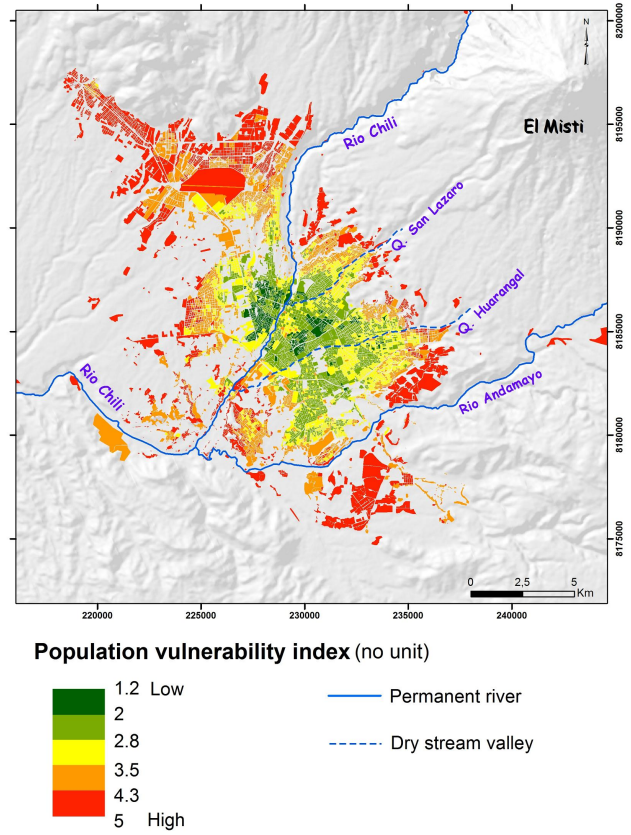 N
8200000
El Misti
8195000
Rio Chili
Q. San Lazaro
8190000
Q. Huarangal
8185000
Rio Chili
Rio Andamayo
8180000
8175000
0 2,5 5
Km
220000 225000 230000 235000 240000
Population vulnerability index (no unit)
1.2 Low
2
2.8
3.5
4.3
5 High
Permanent river
Dry stream valley